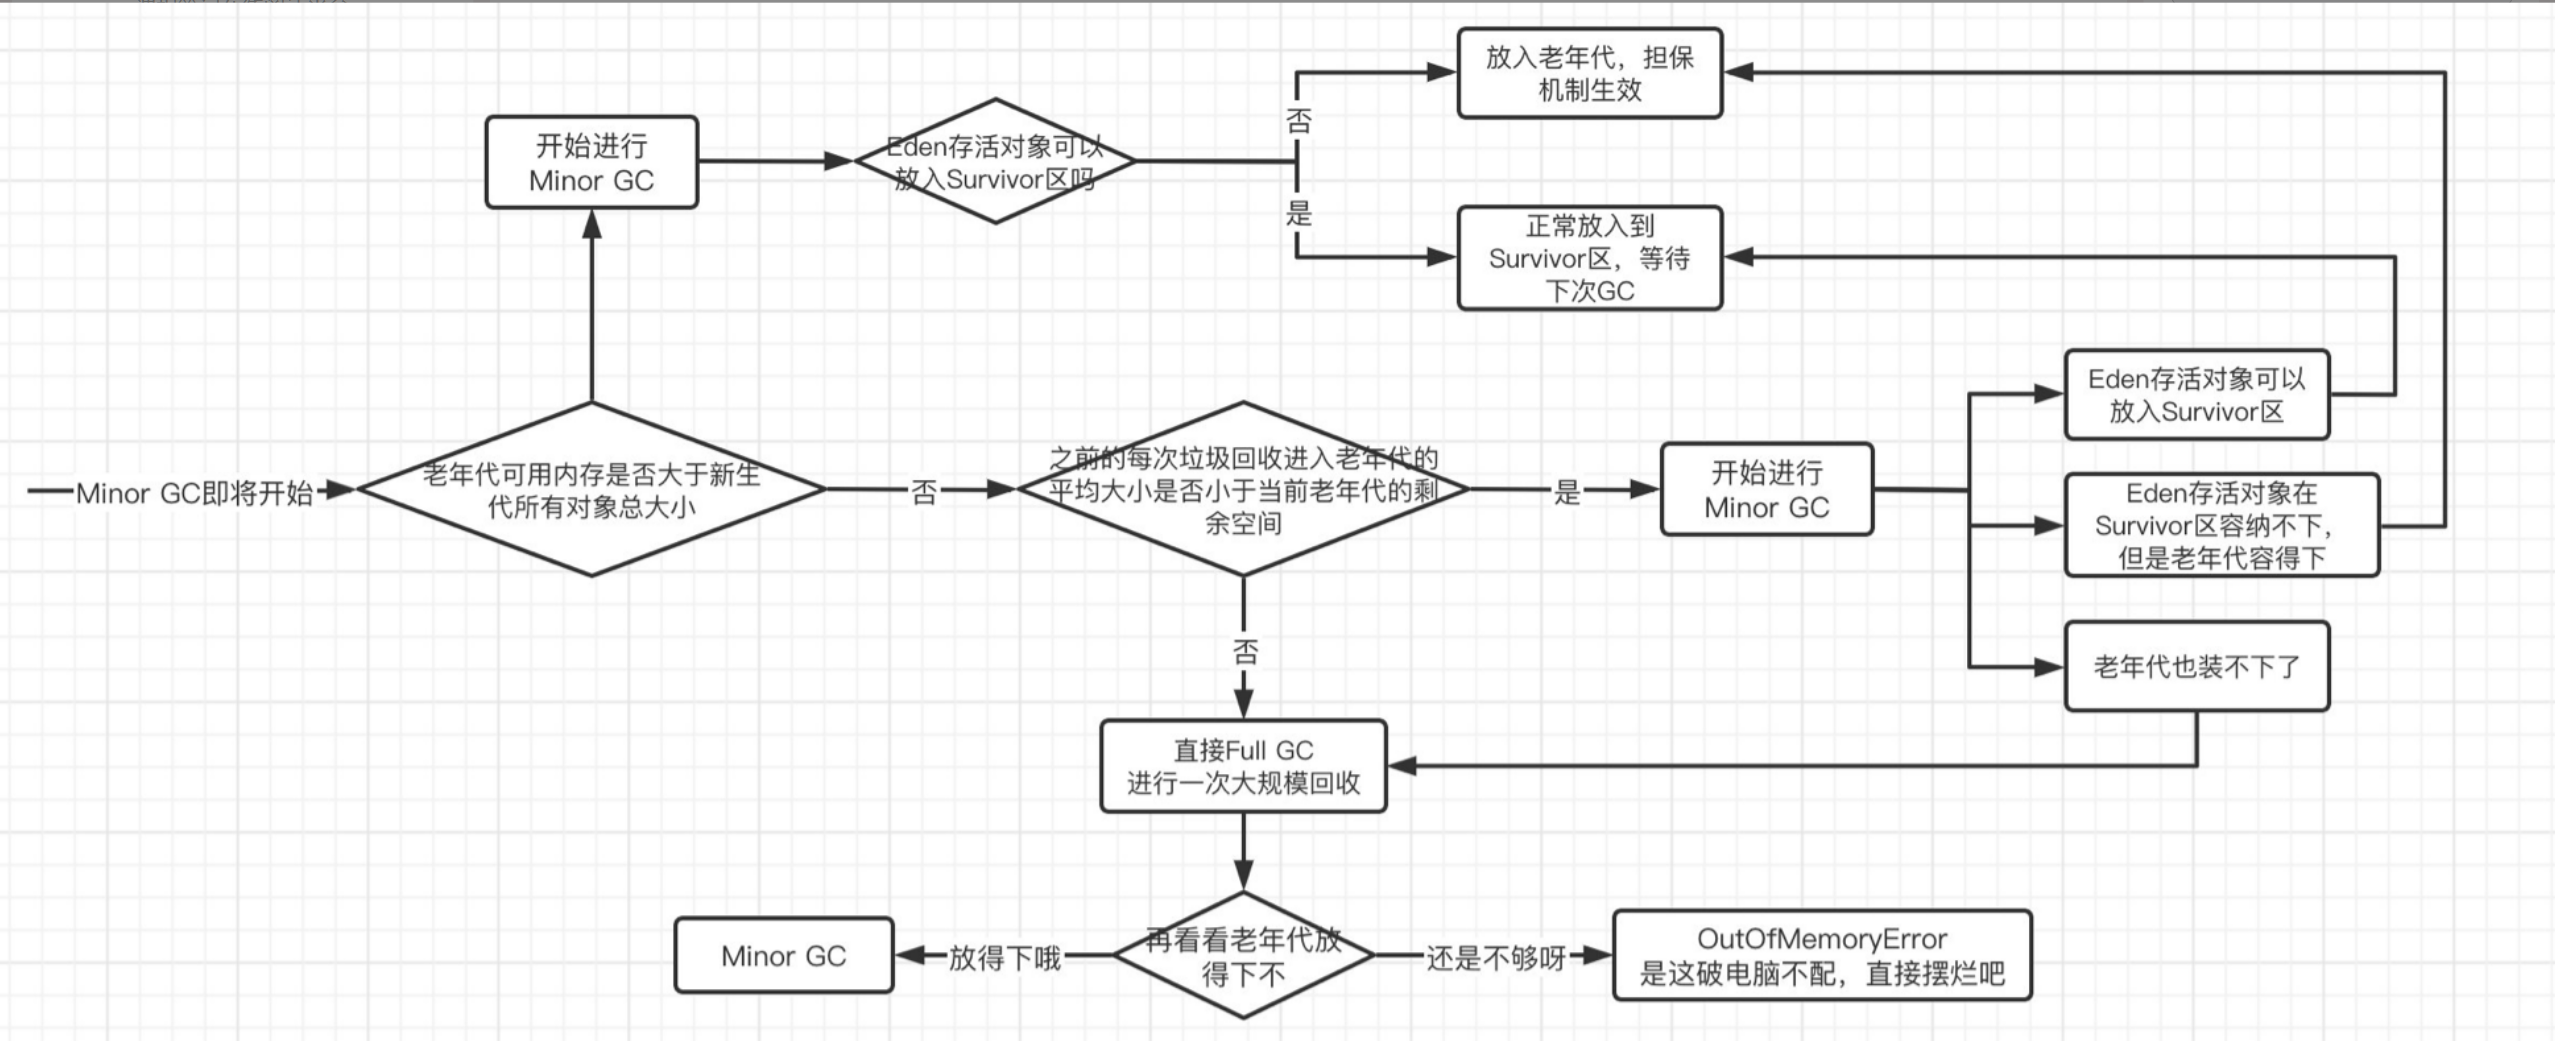 放入老年代，担保
机制生效
开始进行
Minor GC
Eden存活对象可以
放入Survivor区吗
否
是
正常放入到
Survivor区，等待
下次GC
Minor GC即将开始
老年代可用内存是否大于新生
代所有对象总大小
否
之前的每次垃圾回收进入老年代的
平均大小是否小于当前老年代的剩
余空间
是
开始进行
Minor GC
Eden存活对象可以
放入Survivor区
Eden存活对象在
Survivor区容纳不下，
但是老年代容得下
老年代也装不下了
否
直接Full GC
进行一次大规模回收
Minor GC
放得下哦
再看看老年代放
得下不
还是不够呀
OutOfMemoryError
是这破电脑不配，直接摆烂吧